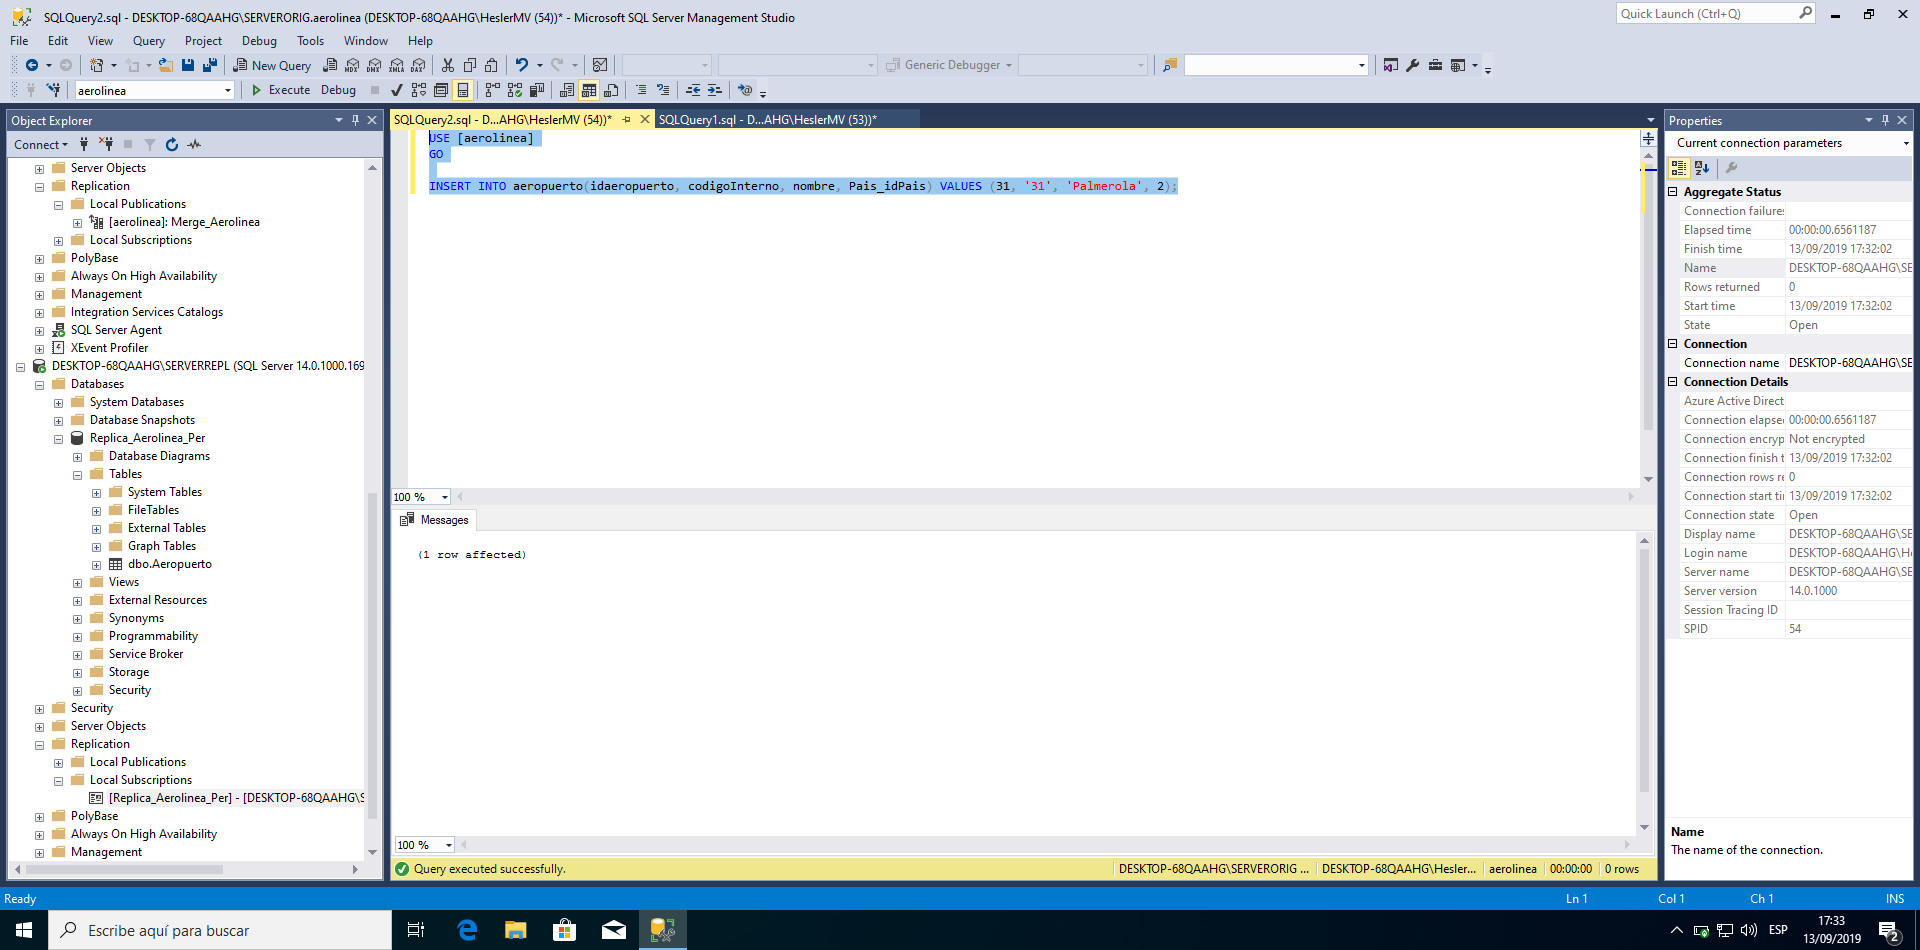 SQLQuery2.sql - DESKTOP-68QAAHG\SERVERORIG.aerolinea (DESKTOP-68QAAHG\HeslerMV (54))* - Microsoft SQL Server Management Studio
Quick Launch (Ctrl+Q)
File Edit View Query Project Debug Tools Window Help
New Query
MDX DMX XMLA DAX
Generic Debugger
aerolinea
Execute Debug
Object Explorer
Connect
Server Objects
Replication
Local Publications
[aerolinea]: Merge_Aerolinea
Local Subscriptions
PolyBase
Always On High Availability
Management
Integration Services Catalogs
SQL Server Agent
XEvent Profiler
DESKTOP-68QAAHG\SERVERREPL (SQL Server 14.0.1000.169
Databases
System Databases
Database Snapshots
Replica_Aerolinea_Per
Database Diagrams
Tables
System Tables
FileTables
External Tables
Graph Tables
dbo.Aeropuerto
Views
External Resources
Synonyms
Programmability
Service Broker
Storage
Security
Security
Server Objects
Replication
Local Publications
Local Subscriptions
[Replica_Aerolinea_Per] - [DESKTOP-68QAAHG\S
PolyBase
Always On High Availability
Management
SQLQuery2.sql - D...AHG\HeslerMV (54))* SQLQuery1.sql - D...AHG\HeslerMV (53))*
USE [aerolinea]
GO
INSERT INTO aeropuerto(idaeropuerto, codigoInterno, nombre, Pais_idPais) VALUES (31, '31', 'Palmerola', 2);
100 %
Messages
(1 row affected)
100 %
Query executed successfully. DESKTOP-68QAAHG\SERVERORIG ... DESKTOP-68QAAHG\Hesler... aerolinea 00:00:00 0 rows
Properties
Current connection parameters
Aggregate Status
Connection failures
Elapsed time 00:00:00.6561187
Finish time 13/09/2019 17:32:02
Name DESKTOP-68QAAHG\SE
Rows returned 0
Start time 13/09/2019 17:32:02
State Open
Connection
Connection name DESKTOP-68QAAHG\SE
Connection Details
Azure Active Direct
Connection elapse 00:00:00.6561187
Connection encryp Not encrypted
Connection finish t 13/09/2019 17:32:02
Connection rows re 0
Connection start ti 13/09/2019 17:32:02
Connection state Open
Display name DESKTOP-68QAAHG\SE
Login name DESKTOP-68QAAHG\He
Server name DESKTOP-68QAAHG\SE
Server version 14.0.1000
Session Tracing ID
SPID 54
Name
The name of the connection.
Ready Ln 1 Col 1 Ch 1 INS
Escribe aquí para buscar
ESP
17:33
13/09/2019
2